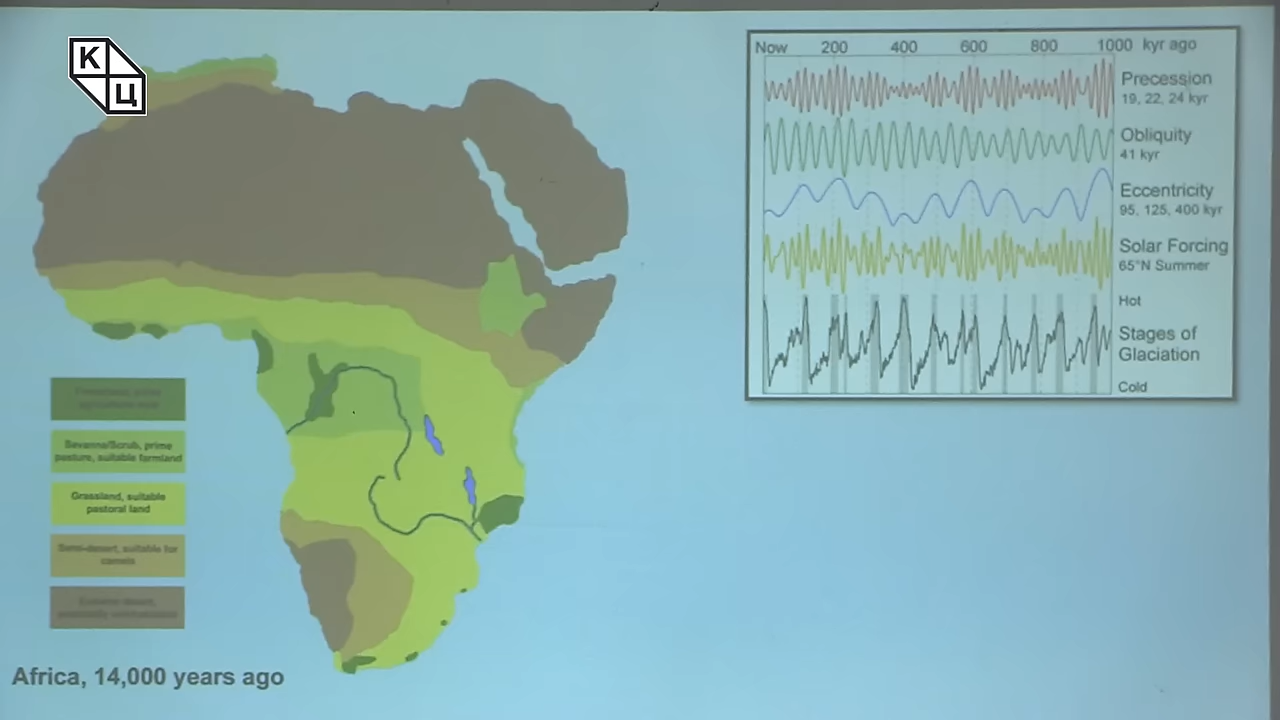 К
Ц
Now 200 400 600 800 1000 kyr ago
Precession
19, 22, 24 kyr
Obliquity
41 kyr
Eccentricity
95, 125, 400 kyr
Solar Forcing
65°N Summer
Hot
Stages of
Glaciation
Cold
Savanna/Scrub, prime
pasture, suitable farmland
Grassland, suitable
pastoral land
Semi-desert, suitable for
camels
Africa, 14,000 years ago